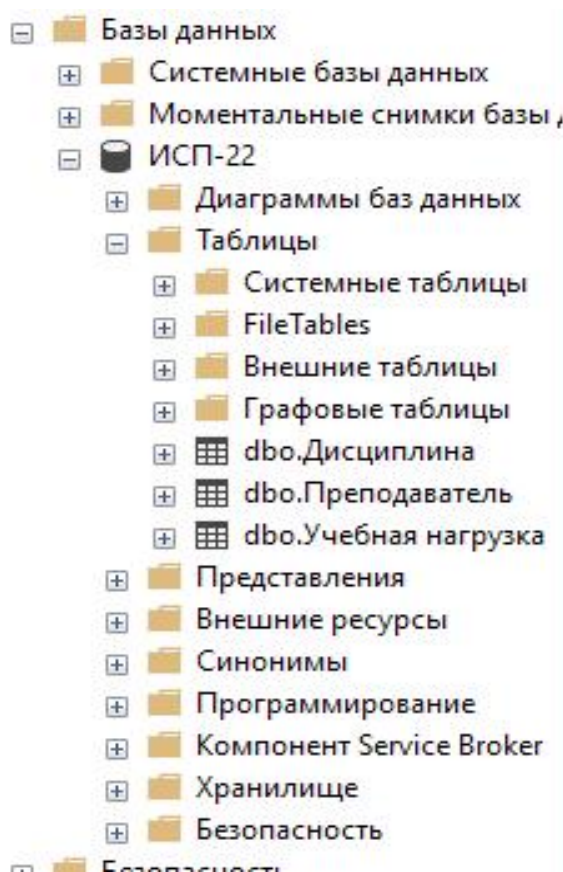 Базы данных
Системные базы данных
Моментальные снимки базы
ИСП-22
Диаграммы баз данных
Таблицы
Системные таблицы
FileTables
Внешние таблицы
Графовые таблицы
dbo.Дисциплина
dbo.Преподаватель
dbo.Учебная нагрузка
Представления
Внешние ресурсы
Синонимы
Программирование
Компонент Service Broker
Хранилище
Безопасность
Безопасность